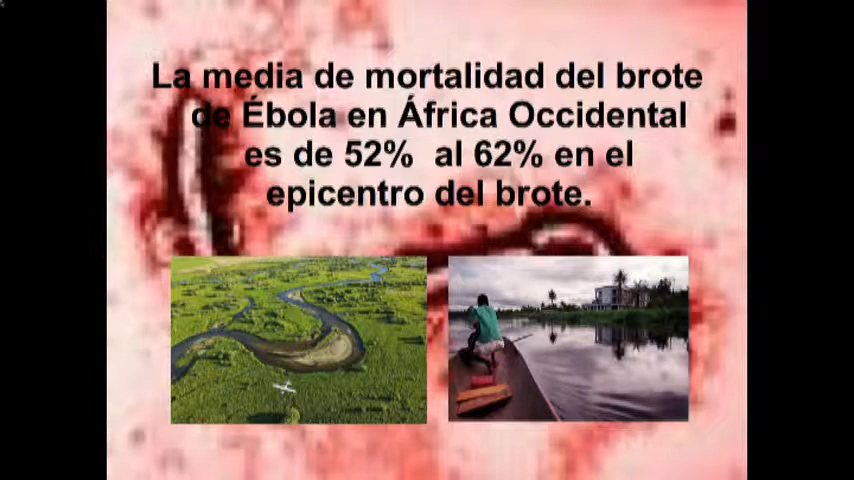 La media de mortalidad del brote
de Ébola en África Occidental
es de 52% al 62% en el
epicentro del brote.